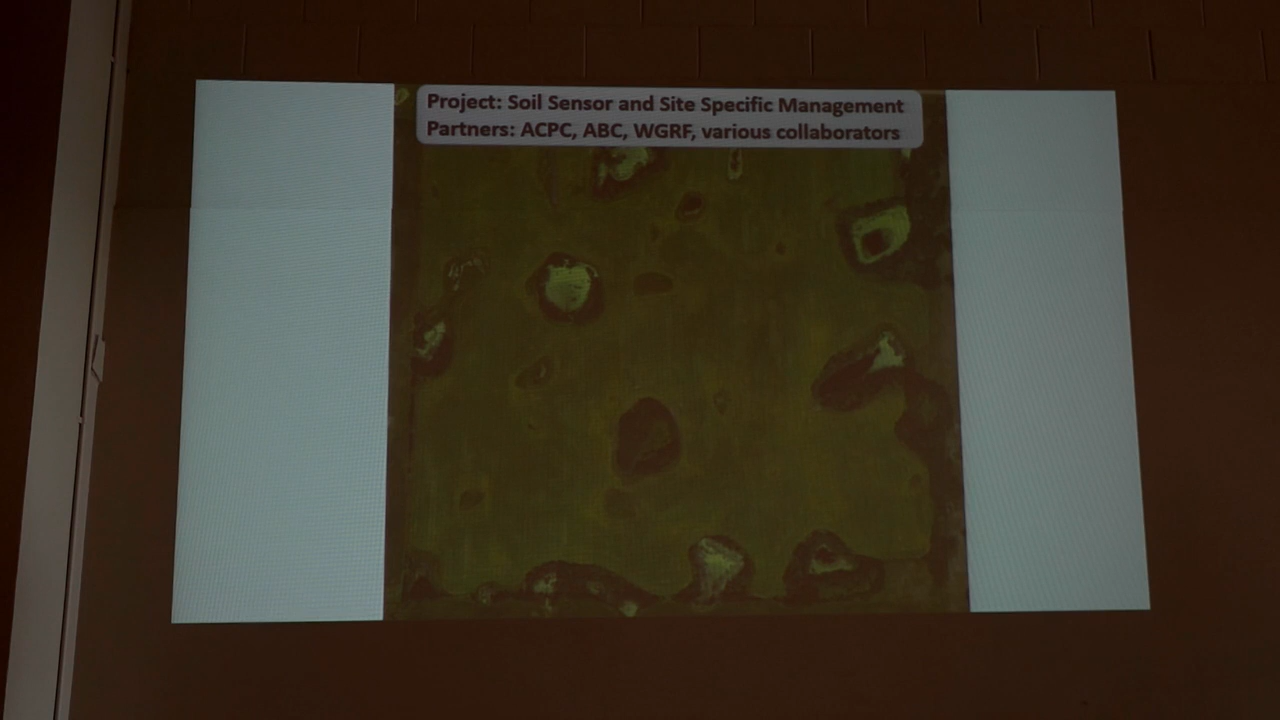 Project: Soil Sensor and Site Specific Management
Partners: ACPC, ABC, WGRF, various collaborators